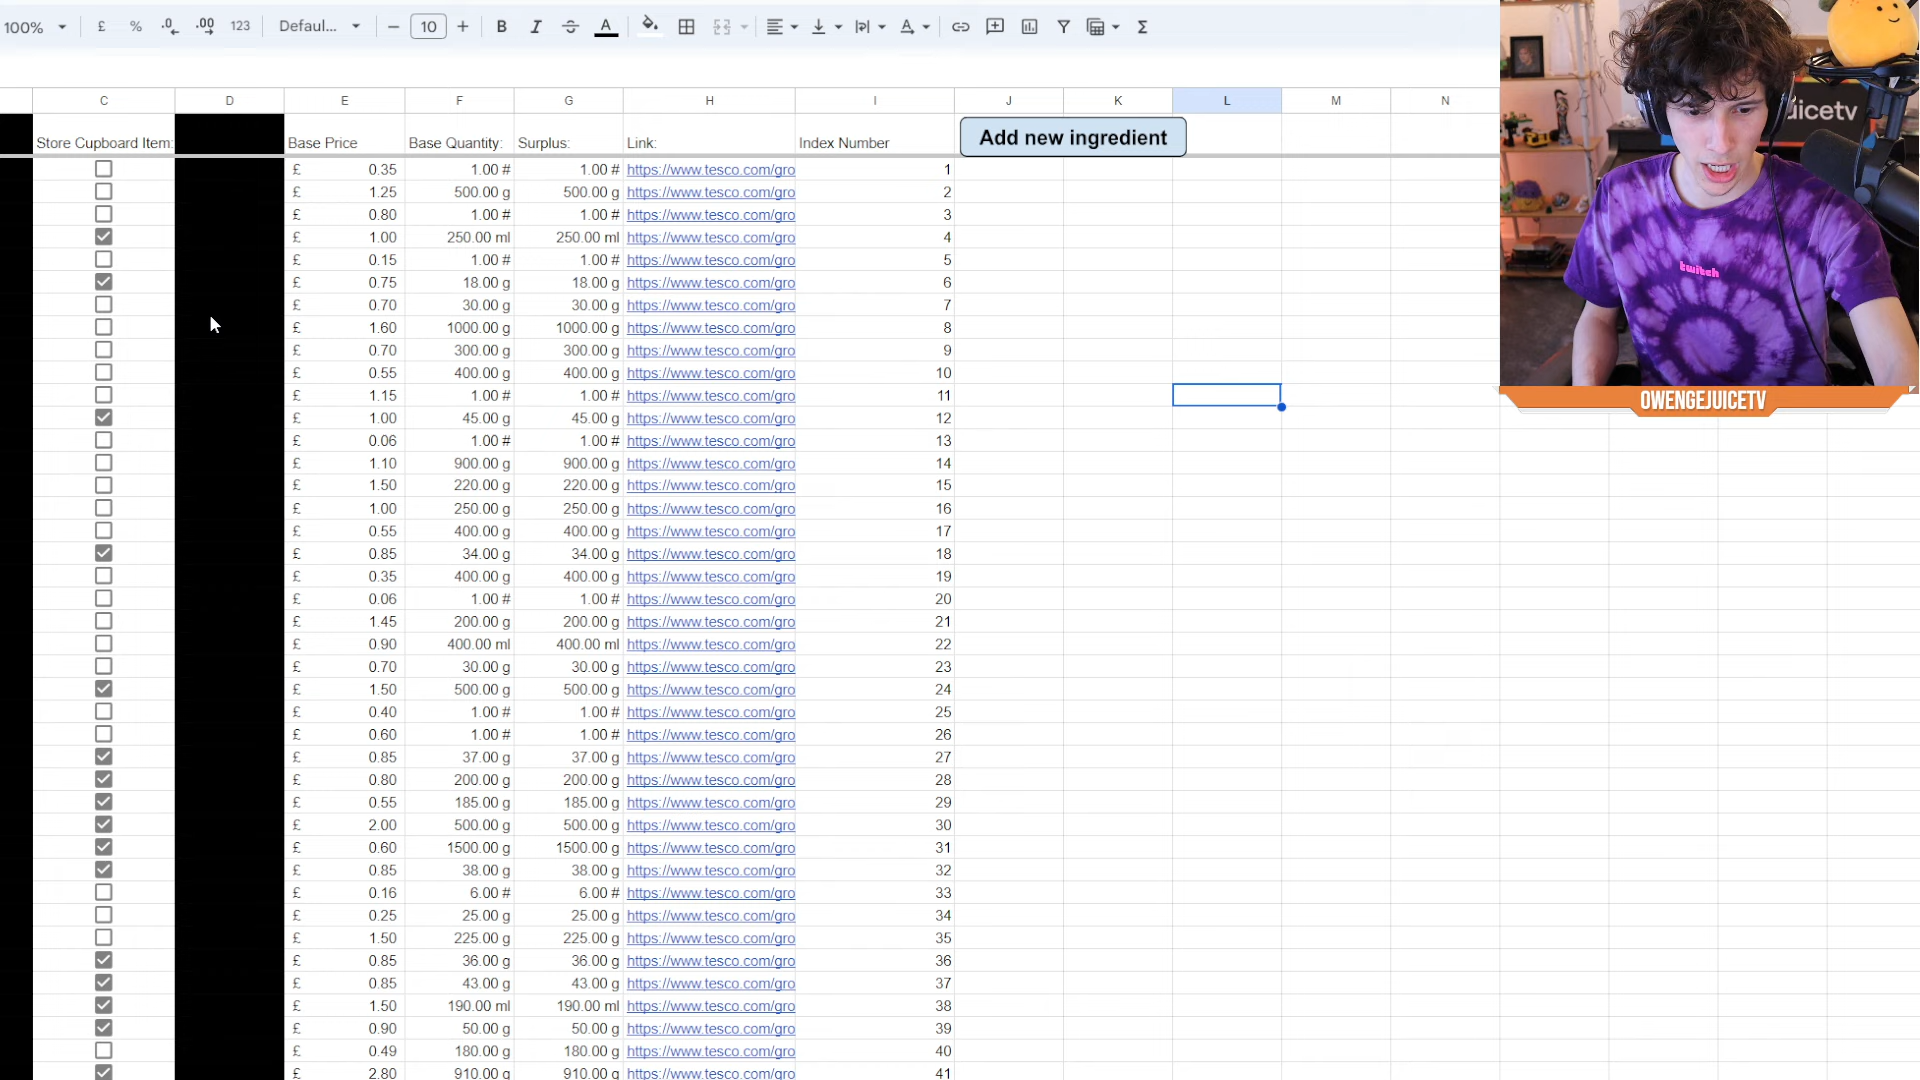 100% £ % .0 .00 123 Defaul... 10 B I A Σ
C D E F G H I J K L M N
Store Cupboard Item: Base Price Base Quantity: Surplus: Link: Index Number Add new ingredient
£ 0.35 1.00 # 1.00 # https://www.tesco.com/gro 1
£ 1.25 500.00 g 500.00 g https://www.tesco.com/gro 2
£ 0.80 1.00 # 1.00 # https://www.tesco.com/gro 3
£ 1.00 250.00 ml 250.00 ml https://www.tesco.com/gro 4
£ 0.15 1.00 # 1.00 # https://www.tesco.com/gro 5
£ 0.75 18.00 g 18.00 g https://www.tesco.com/gro 6
£ 0.70 30.00 g 30.00 g https://www.tesco.com/gro 7
£ 1.60 1000.00 g 1000.00 g https://www.tesco.com/gro 8
£ 0.70 300.00 g 300.00 g https://www.tesco.com/gro 9
£ 0.55 400.00 g 400.00 g https://www.tesco.com/gro 10
£ 1.15 1.00 # 1.00 # https://www.tesco.com/gro 11
£ 1.00 45.00 g 45.00 g https://www.tesco.com/gro 12
£ 0.06 1.00 # 1.00 # https://www.tesco.com/gro 13
£ 1.10 900.00 g 900.00 g https://www.tesco.com/gro 14
£ 1.50 220.00 g 220.00 g https://www.tesco.com/gro 15
£ 1.00 250.00 g 250.00 g https://www.tesco.com/gro 16
£ 0.55 400.00 g 400.00 g https://www.tesco.com/gro 17
£ 0.85 34.00 g 34.00 g https://www.tesco.com/gro 18
£ 0.35 400.00 g 400.00 g https://www.tesco.com/gro 19
£ 0.06 1.00 # 1.00 # https://www.tesco.com/gro 20
£ 1.45 200.00 g 200.00 g https://www.tesco.com/gro 21
£ 0.90 400.00 ml 400.00 ml https://www.tesco.com/gro 22
£ 0.70 30.00 g 30.00 g https://www.tesco.com/gro 23
£ 1.50 500.00 g 500.00 g https://www.tesco.com/gro 24
£ 0.40 1.00 # 1.00 # https://www.tesco.com/gro 25
£ 0.60 1.00 # 1.00 # https://www.tesco.com/gro 26
£ 0.85 37.00 g 37.00 g https://www.tesco.com/gro 27
£ 0.80 200.00 g 200.00 g https://www.tesco.com/gro 28
£ 0.55 185.00 g 185.00 g https://www.tesco.com/gro 29
£ 2.00 500.00 g 500.00 g https://www.tesco.com/gro 30
£ 0.60 1500.00 g 1500.00 g https://www.tesco.com/gro 31
£ 0.85 38.00 g 38.00 g https://www.tesco.com/gro 32
£ 0.16 6.00 # 6.00 # https://www.tesco.com/gro 33
£ 0.25 25.00 g 25.00 g https://www.tesco.com/gro 34
£ 1.50 225.00 g 225.00 g https://www.tesco.com/gro 35
£ 0.85 36.00 g 36.00 g https://www.tesco.com/gro 36
£ 0.85 43.00 g 43.00 g https://www.tesco.com/gro 37
£ 1.50 190.00 ml 190.00 ml https://www.tesco.com/gro 38
£ 0.90 50.00 g 50.00 g https://www.tesco.com/gro 39
£ 0.49 180.00 g 180.00 g https://www.tesco.com/gro 40
£ 2.80 910.00 g 910.00 g https://www.tesco.com/gro 41
uicetv
twitch
OWENGEJUICETV